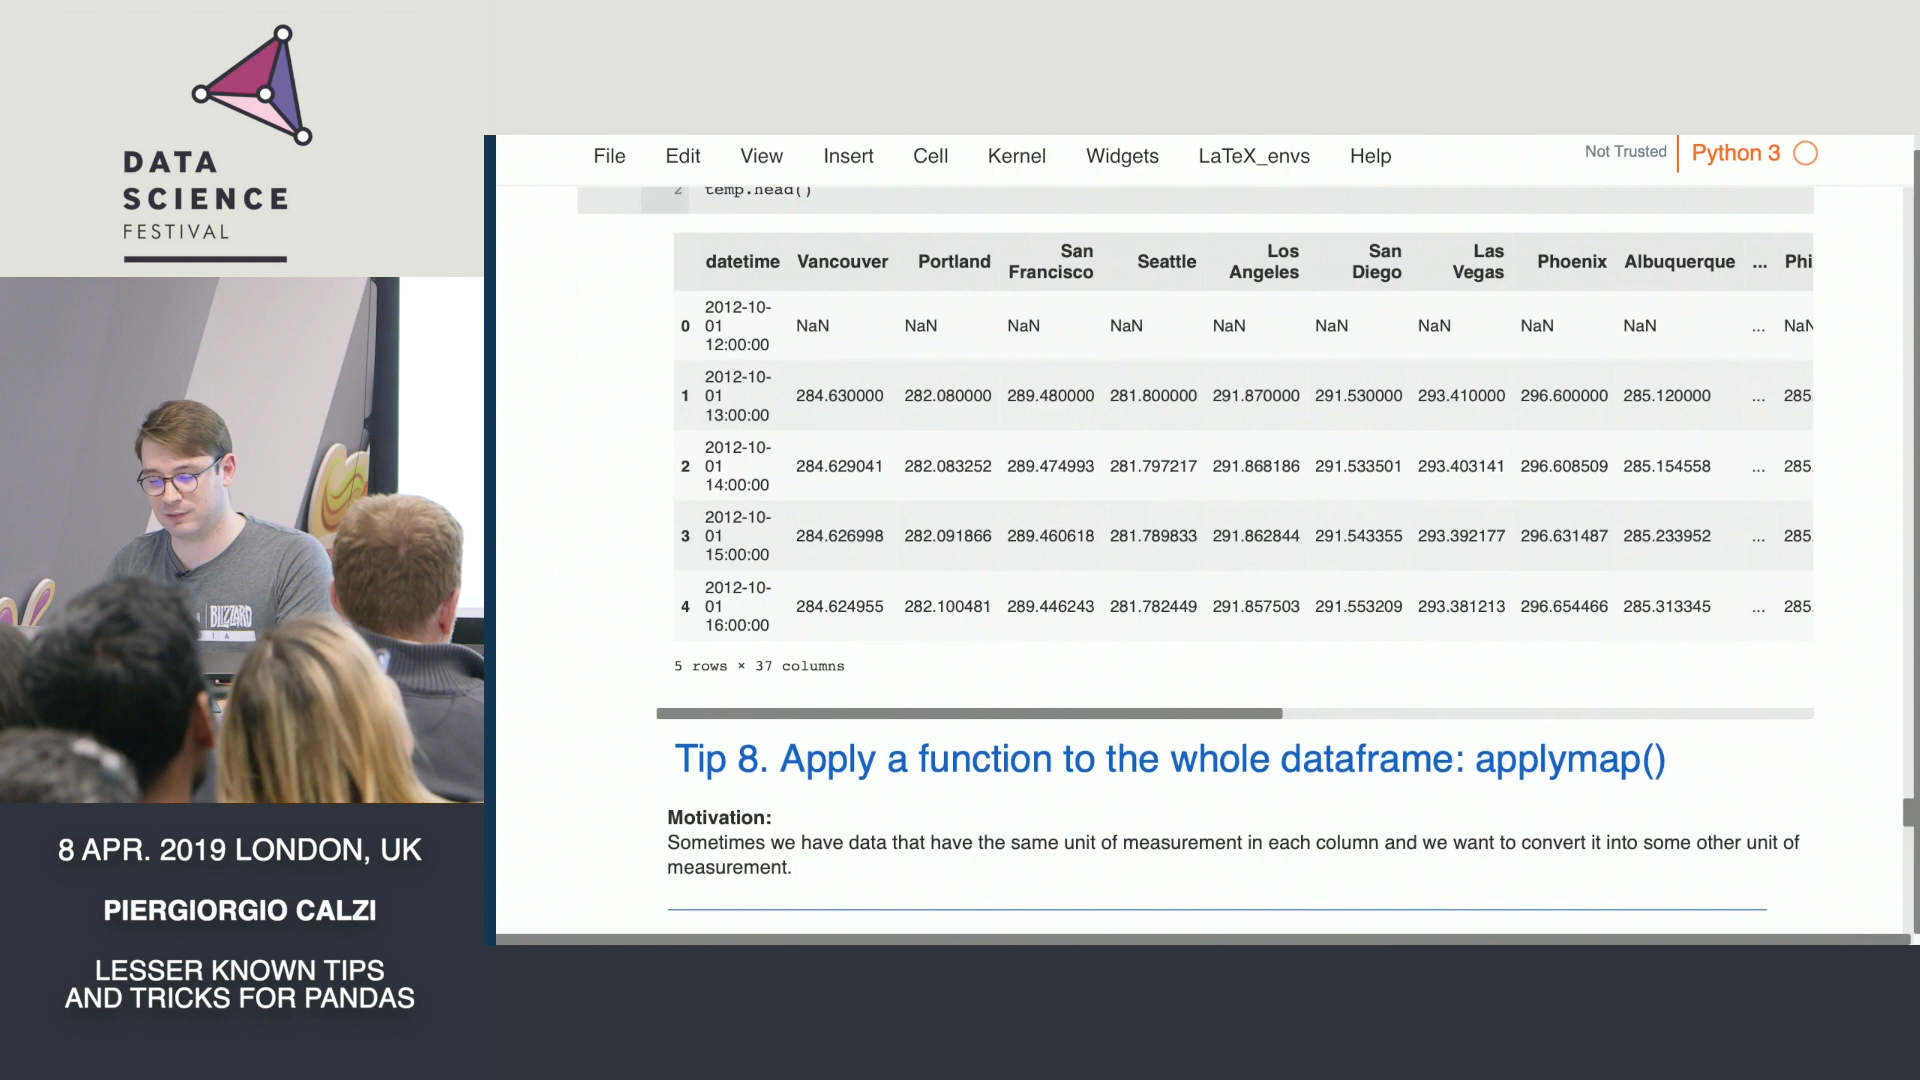 DATA
SCIENCE
FESTIVAL
BLIZZARD
8 APR. 2019 LONDON, UK
PIERGIORGIO CALZI
LESSER KNOWN TIPS
AND TRICKS FOR PANDAS
File Edit View Insert Cell Kernel Widgets LaTeX_envs Help Not Trusted Python 3
2 temp.head()
datetime Vancouver Portland San Francisco Seattle Los Angeles San Diego Las Vegas Phoenix Albuquerque ... Phi
0 2012-10-01 12:00:00 NaN NaN NaN NaN NaN NaN NaN NaN NaN ... NaN
1 2012-10-01 13:00:00 284.630000 282.080000 289.480000 281.800000 291.870000 291.530000 293.410000 296.600000 285.120000 ... 285.
2 2012-10-01 14:00:00 284.629041 282.083252 289.474993 281.797217 291.868186 291.533501 293.403141 296.608509 285.154558 ... 285.
3 2012-10-01 15:00:00 284.626998 282.091866 289.460618 281.789833 291.862844 291.543355 293.392177 296.631487 285.233952 ... 285.
4 2012-10-01 16:00:00 284.624955 282.100481 289.446243 281.782449 291.857503 291.553209 293.381213 296.654466 285.313345 ... 285.
5 rows × 37 columns
Tip 8. Apply a function to the whole dataframe: applymap()
Motivation:
Sometimes we have data that have the same unit of measurement in each column and we want to convert it into some other unit of
measurement.